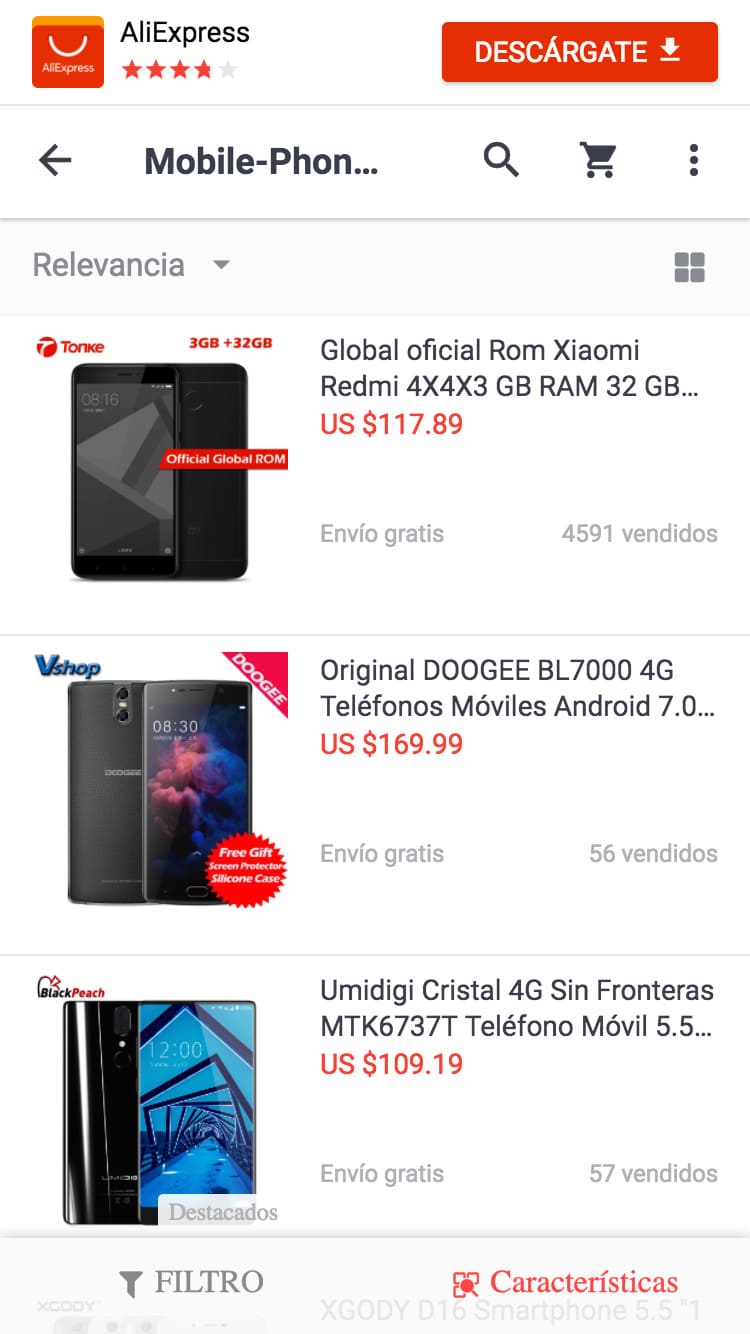 AliExpress
AliExpress
DESCÁRGATE
Mobile-Phon...
Relevancia
Tonke
3GB +32GB
08:16
Official Global ROM
Global oficial Rom Xiaomi
Redmi 4X4X3 GB RAM 32 GB...
US $117.89
Envío gratis
4591 vendidos
Vshop
DOOGEE
08:30
DOOGEE
Free Gift
Screen Protector
Silicone Case
Original DOOGEE BL7000 4G
Teléfonos Móviles Android 7.0...
US $169.99
Envío gratis
56 vendidos
BlackPeach
12:00
UMIDIGI
Umidigi Cristal 4G Sin Fronteras
MTK6737T Teléfono Móvil 5.5...
US $109.19
Envío gratis
57 vendidos
Destacados
FILTRO
Características
XGODY
XGODY D16 Smartphone 5.5 "1